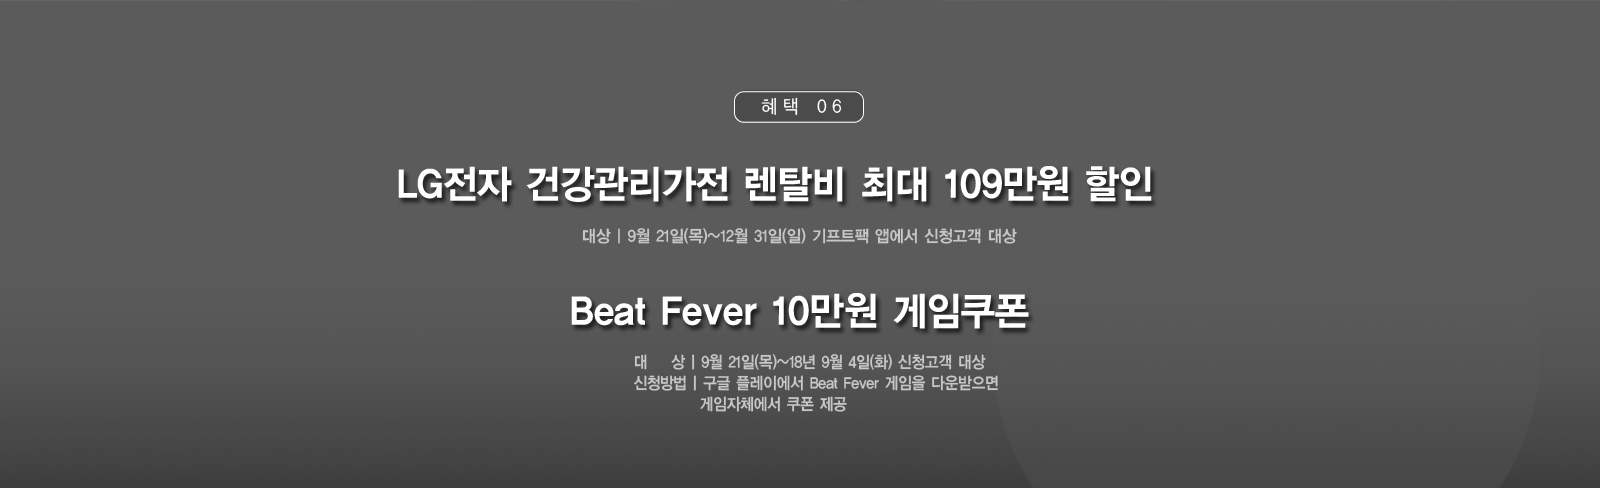 혜택 06
LG전자 건강관리가전 렌탈비 최대 109만원 할인
대상 | 9월 21일(목)~12월 31일(일) 기프트팩 앱에서 신청고객 대상
Beat Fever 10만원 게임쿠폰
대 상 | 9월 21일(목)~18년 9월 4일(화) 신청고객 대상
신청방법 | 구글 플레이에서 Beat Fever 게임을 다운받으면
게임자체에서 쿠폰 제공